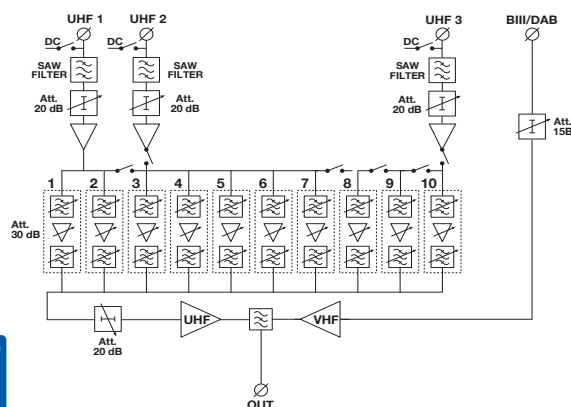 UHF 1
UHF 2
UHF 3
BIII/DAB
DC
DC
DC
SAW
FILTER
SAW
FILTER
SAW
FILTER
Att.
20 dB
Att.
20 dB
Att.
20 dB
Att.
15B
1 2 3 4 5 6 7 8 9 10
Att.
30 dB
UHF
VHF
Att.
20 dB
OUT